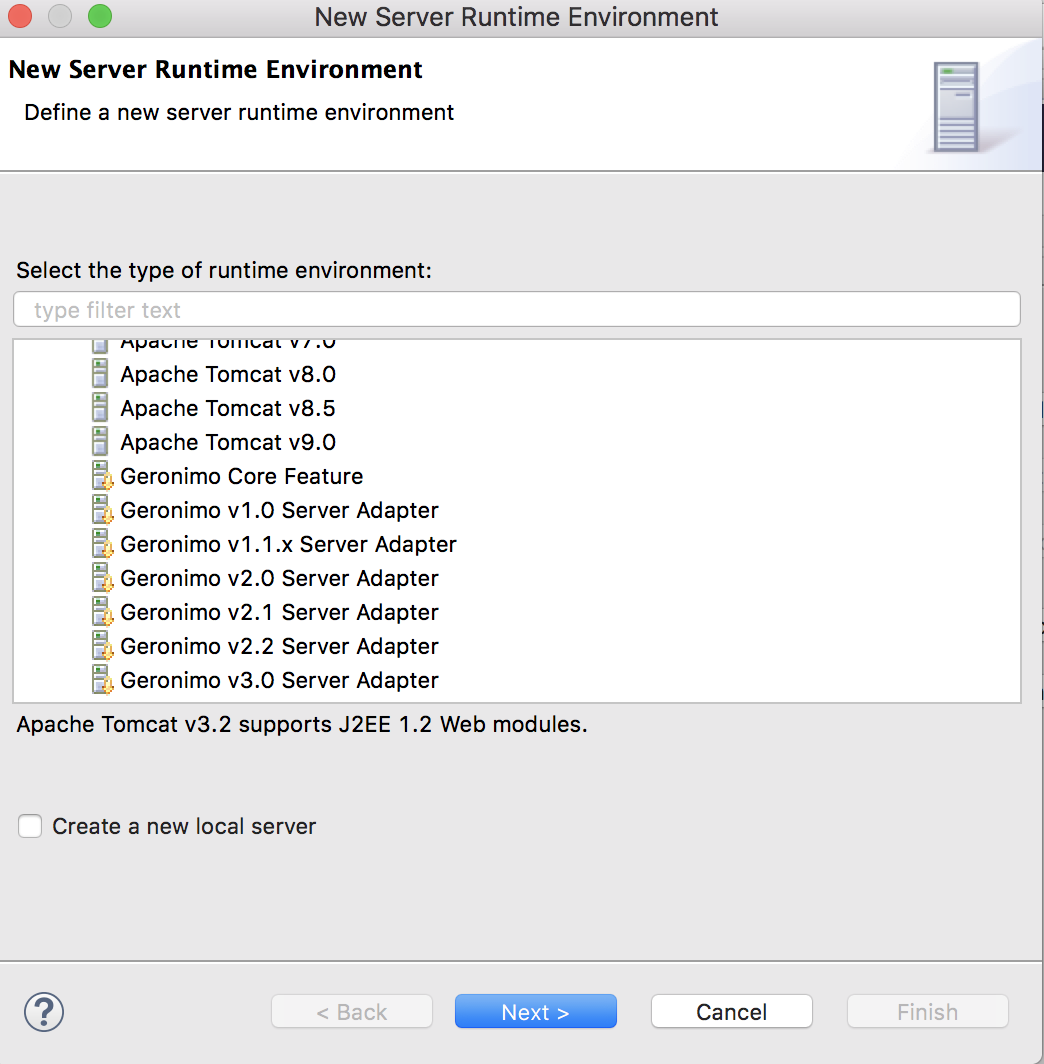 New Server Runtime Environment
New Server Runtime Environment
Define a new server runtime environment
Select the type of runtime environment:
type filter text
Apache Tomcat v7.0
Apache Tomcat v8.0
Apache Tomcat v8.5
Apache Tomcat v9.0
Geronimo Core Feature
Geronimo v1.0 Server Adapter
Geronimo v1.1.x Server Adapter
Geronimo v2.0 Server Adapter
Geronimo v2.1 Server Adapter
Geronimo v2.2 Server Adapter
Geronimo v3.0 Server Adapter
Apache Tomcat v3.2 supports J2EE 1.2 Web modules.
Create a new local server
? < Back Next > Cancel Finish